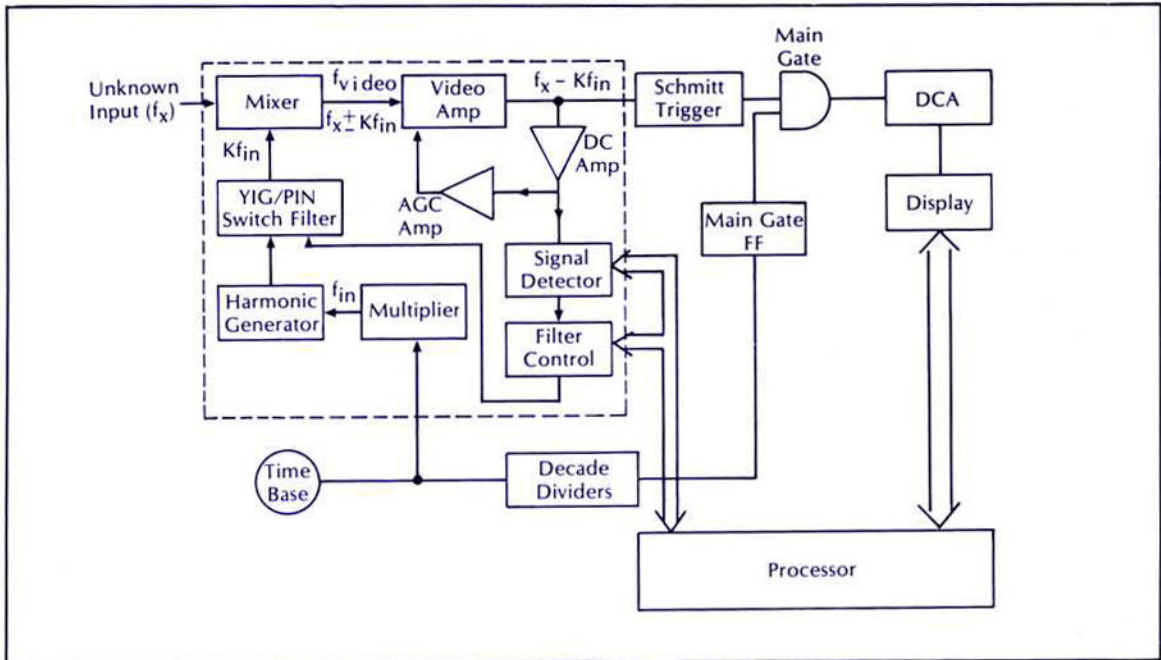 Main
Gate
Unknown
Input (fx)
Mixer
fvideo
fx ± Kfin
Video
Amp
fx − Kfin
Schmitt
Trigger
DCA
Kfin
DC
Amp
YIG/PIN
Switch Filter
AGC
Amp
Main Gate
FF
Display
Signal
Detector
Harmonic
Generator
fin
Multiplier
Filter
Control
Time
Base
Decade
Dividers
Processor